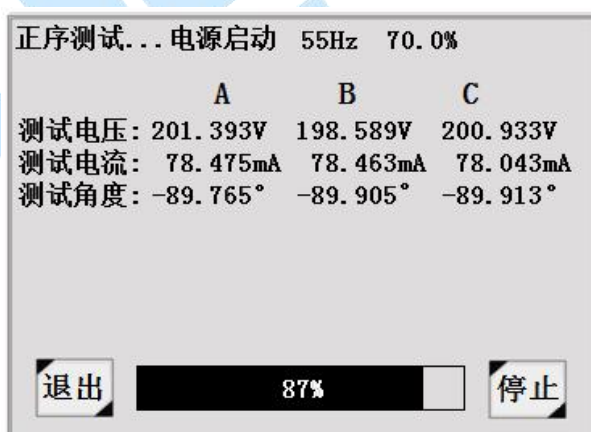 正序测试...电源启动 55Hz 70.0%
A B C
测试电压: 201.393V 198.589V 200.933V
测试电流: 78.475mA 78.463mA 78.043mA
测试角度: -89.765° -89.905° -89.913°
退出 87% 停止